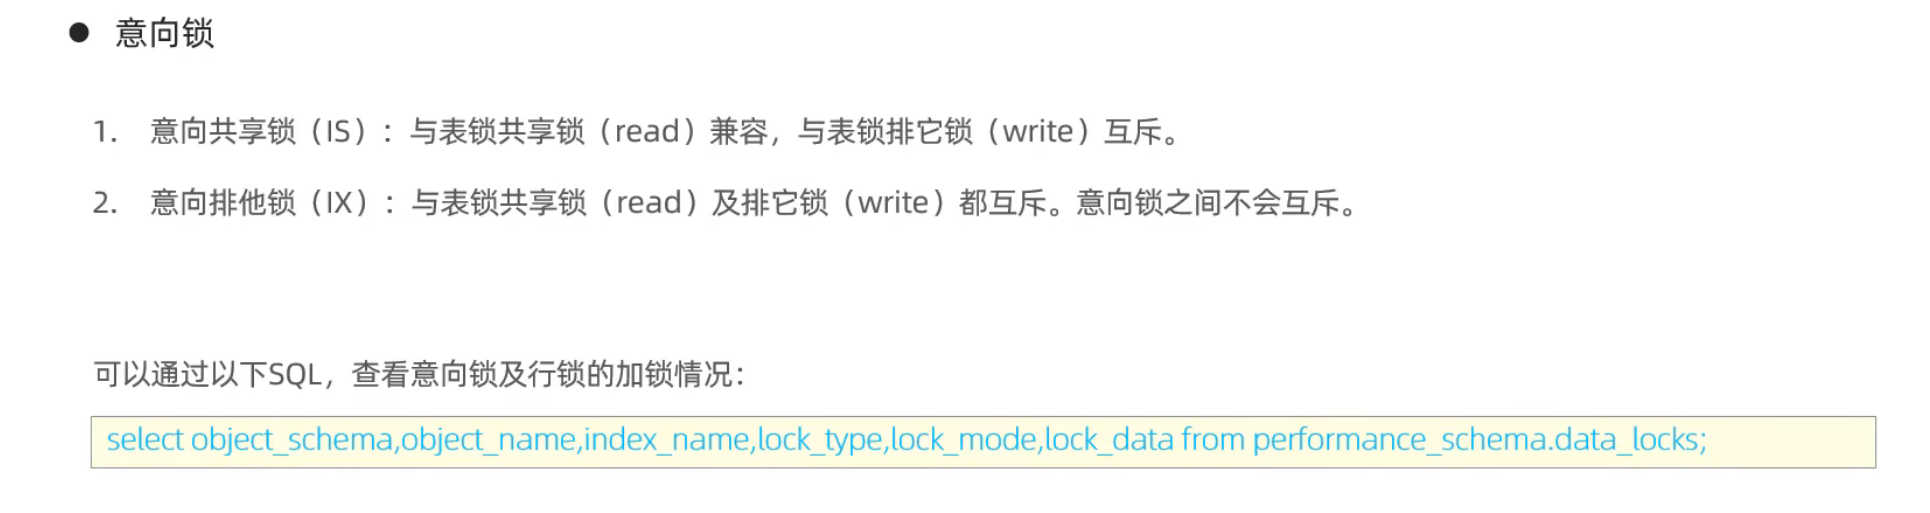 ● 意向锁
1. 意向共享锁（IS）：与表锁共享锁（read）兼容，与表锁排它锁（write）互斥。
2. 意向排他锁（IX）：与表锁共享锁（read）及排它锁（write）都互斥。意向锁之间不会互斥。
可以通过以下SQL，查看意向锁及行锁的加锁情况：
select object_schema,object_name,index_name,lock_type,lock_mode,lock_data from performance_schema.data_locks;